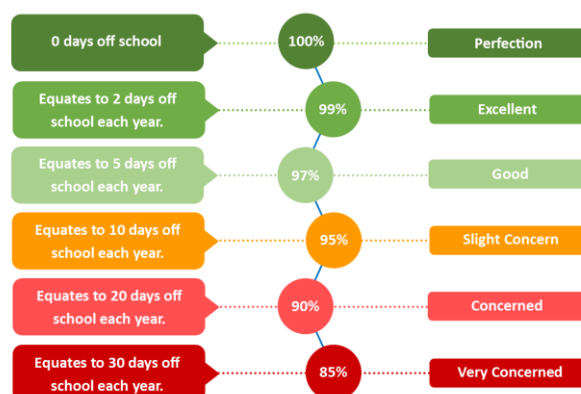 0 days off school
100%
Perfection
Equates to 2 days off
school each year.
99%
Excellent
Equates to 5 days off
school each year.
97%
Good
Equates to 10 days off
school each year.
95%
Slight Concern
Equates to 20 days off
school each year.
90%
Concerned
Equates to 30 days off
school each year.
85%
Very Concerned